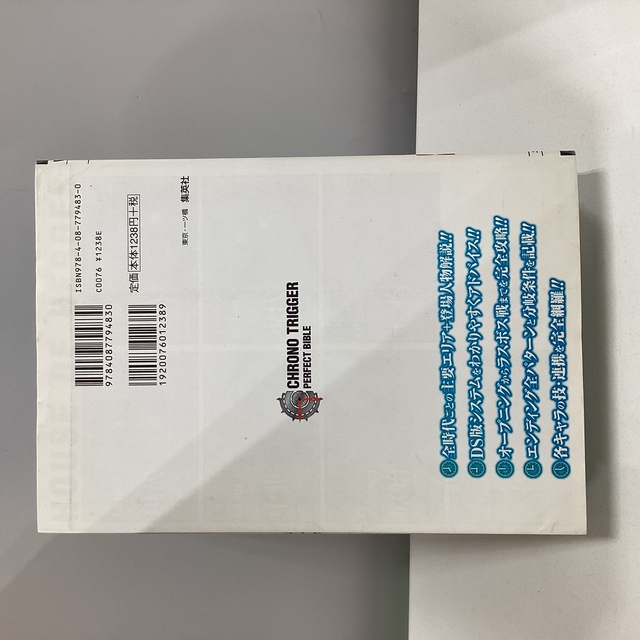 全時代ごとの主要エリア+登場人物解説!!
DS版システムをわかりやすくアドバイス!!
オープニングからラスボス戦までを完全攻略!!
エンディング全パターンと分岐条件を記載!!
各キャラの技・連携を完全網羅!!
CHRONO TRIGGER
PERFECT BIBLE
東京・一ツ橋 集英社
定価 本体1238円+税
ISBN978-4-08-779483-0
C0076 ¥1238E
9784087794830
1920076012389